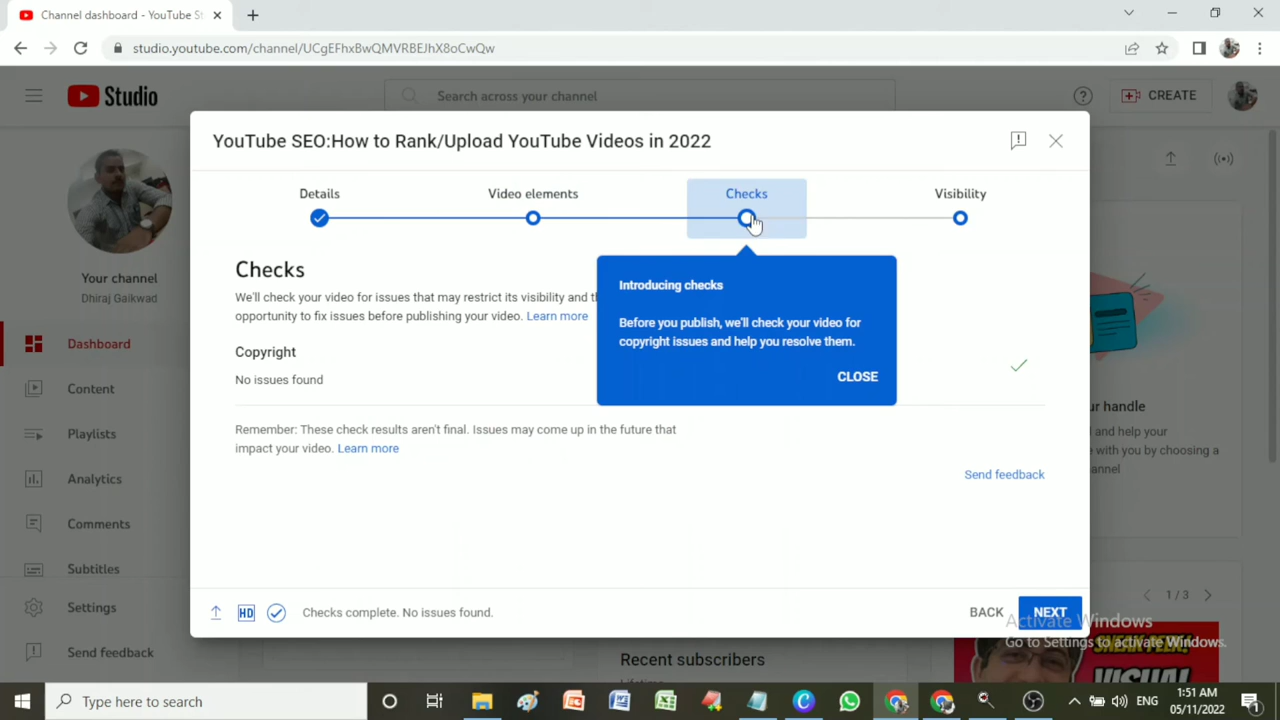 Channel dashboard - YouTube St
studio.youtube.com/channel/UCgEFhxBwQMVRBEJhX8oCwQw
Studio
Search across your channel
CREATE
YouTube SEO:How to Rank/Upload YouTube Videos in 2022
Details
Video elements
Checks
Visibility
Your channel
Dhiraj Gaikwad
Dashboard
Content
Playlists
Analytics
Comments
Subtitles
Settings
Send feedback
Checks
We'll check your video for issues that may restrict its visibility and th
opportunity to fix issues before publishing your video. Learn more
Copyright
No issues found
Introducing checks
Before you publish, we'll check your video for
copyright issues and help you resolve them.
CLOSE
Remember: These check results aren't final. Issues may come up in the future that
impact your video. Learn more
Send feedback
ur handle
l and help your
with you by choosing a
annel
HD
Checks complete. No issues found.
BACK
NEXT
1 / 3
Activate Windows
Go to Settings to activate Windows.
Recent subscribers
Lifetime
SNEAK PEEK:
VISUAL
Type here to search
ENG
1:51 AM
05/11/2022
1